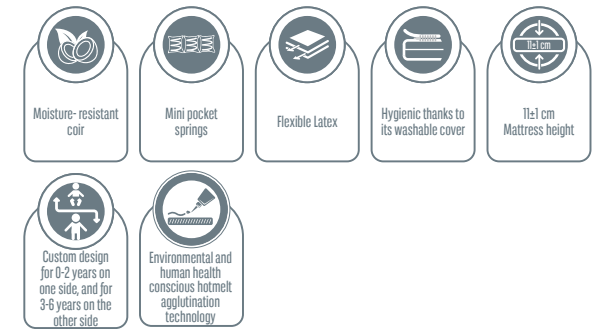 Moisture- resistant
coir
Mini pocket
springs
Flexible Latex
Hygienic thanks to
its washable cover
11±1 cm
11±1 cm
Mattress height
Custom design
for 0-2 years on
one side, and for
3-6 years on the
other side
Environmental and
human health
conscious hotmelt
agglutination
technology